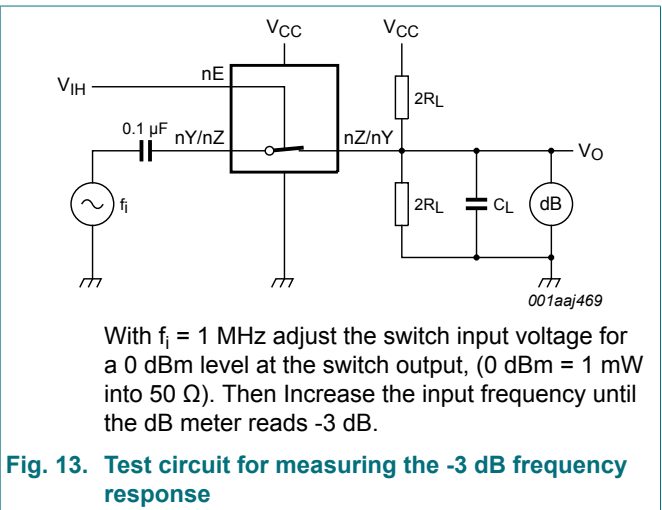 VCC VCC
nE
VIH
2RL
0.1 µF nY/nZ nZ/nY
VO
fi 2RL CL dB
001aaj469
With fi = 1 MHz adjust the switch input voltage for
a 0 dBm level at the switch output, (0 dBm = 1 mW
into 50 Ω). Then Increase the input frequency until
the dB meter reads -3 dB.
Fig. 13. Test circuit for measuring the -3 dB frequency
response